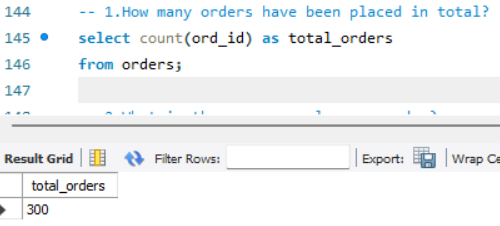 144 -- 1.How many orders have been placed in total?
145 select count(ord_id) as total_orders
146 from orders;
147
Result Grid Filter Rows: Export: Wrap Ce
total_orders
300